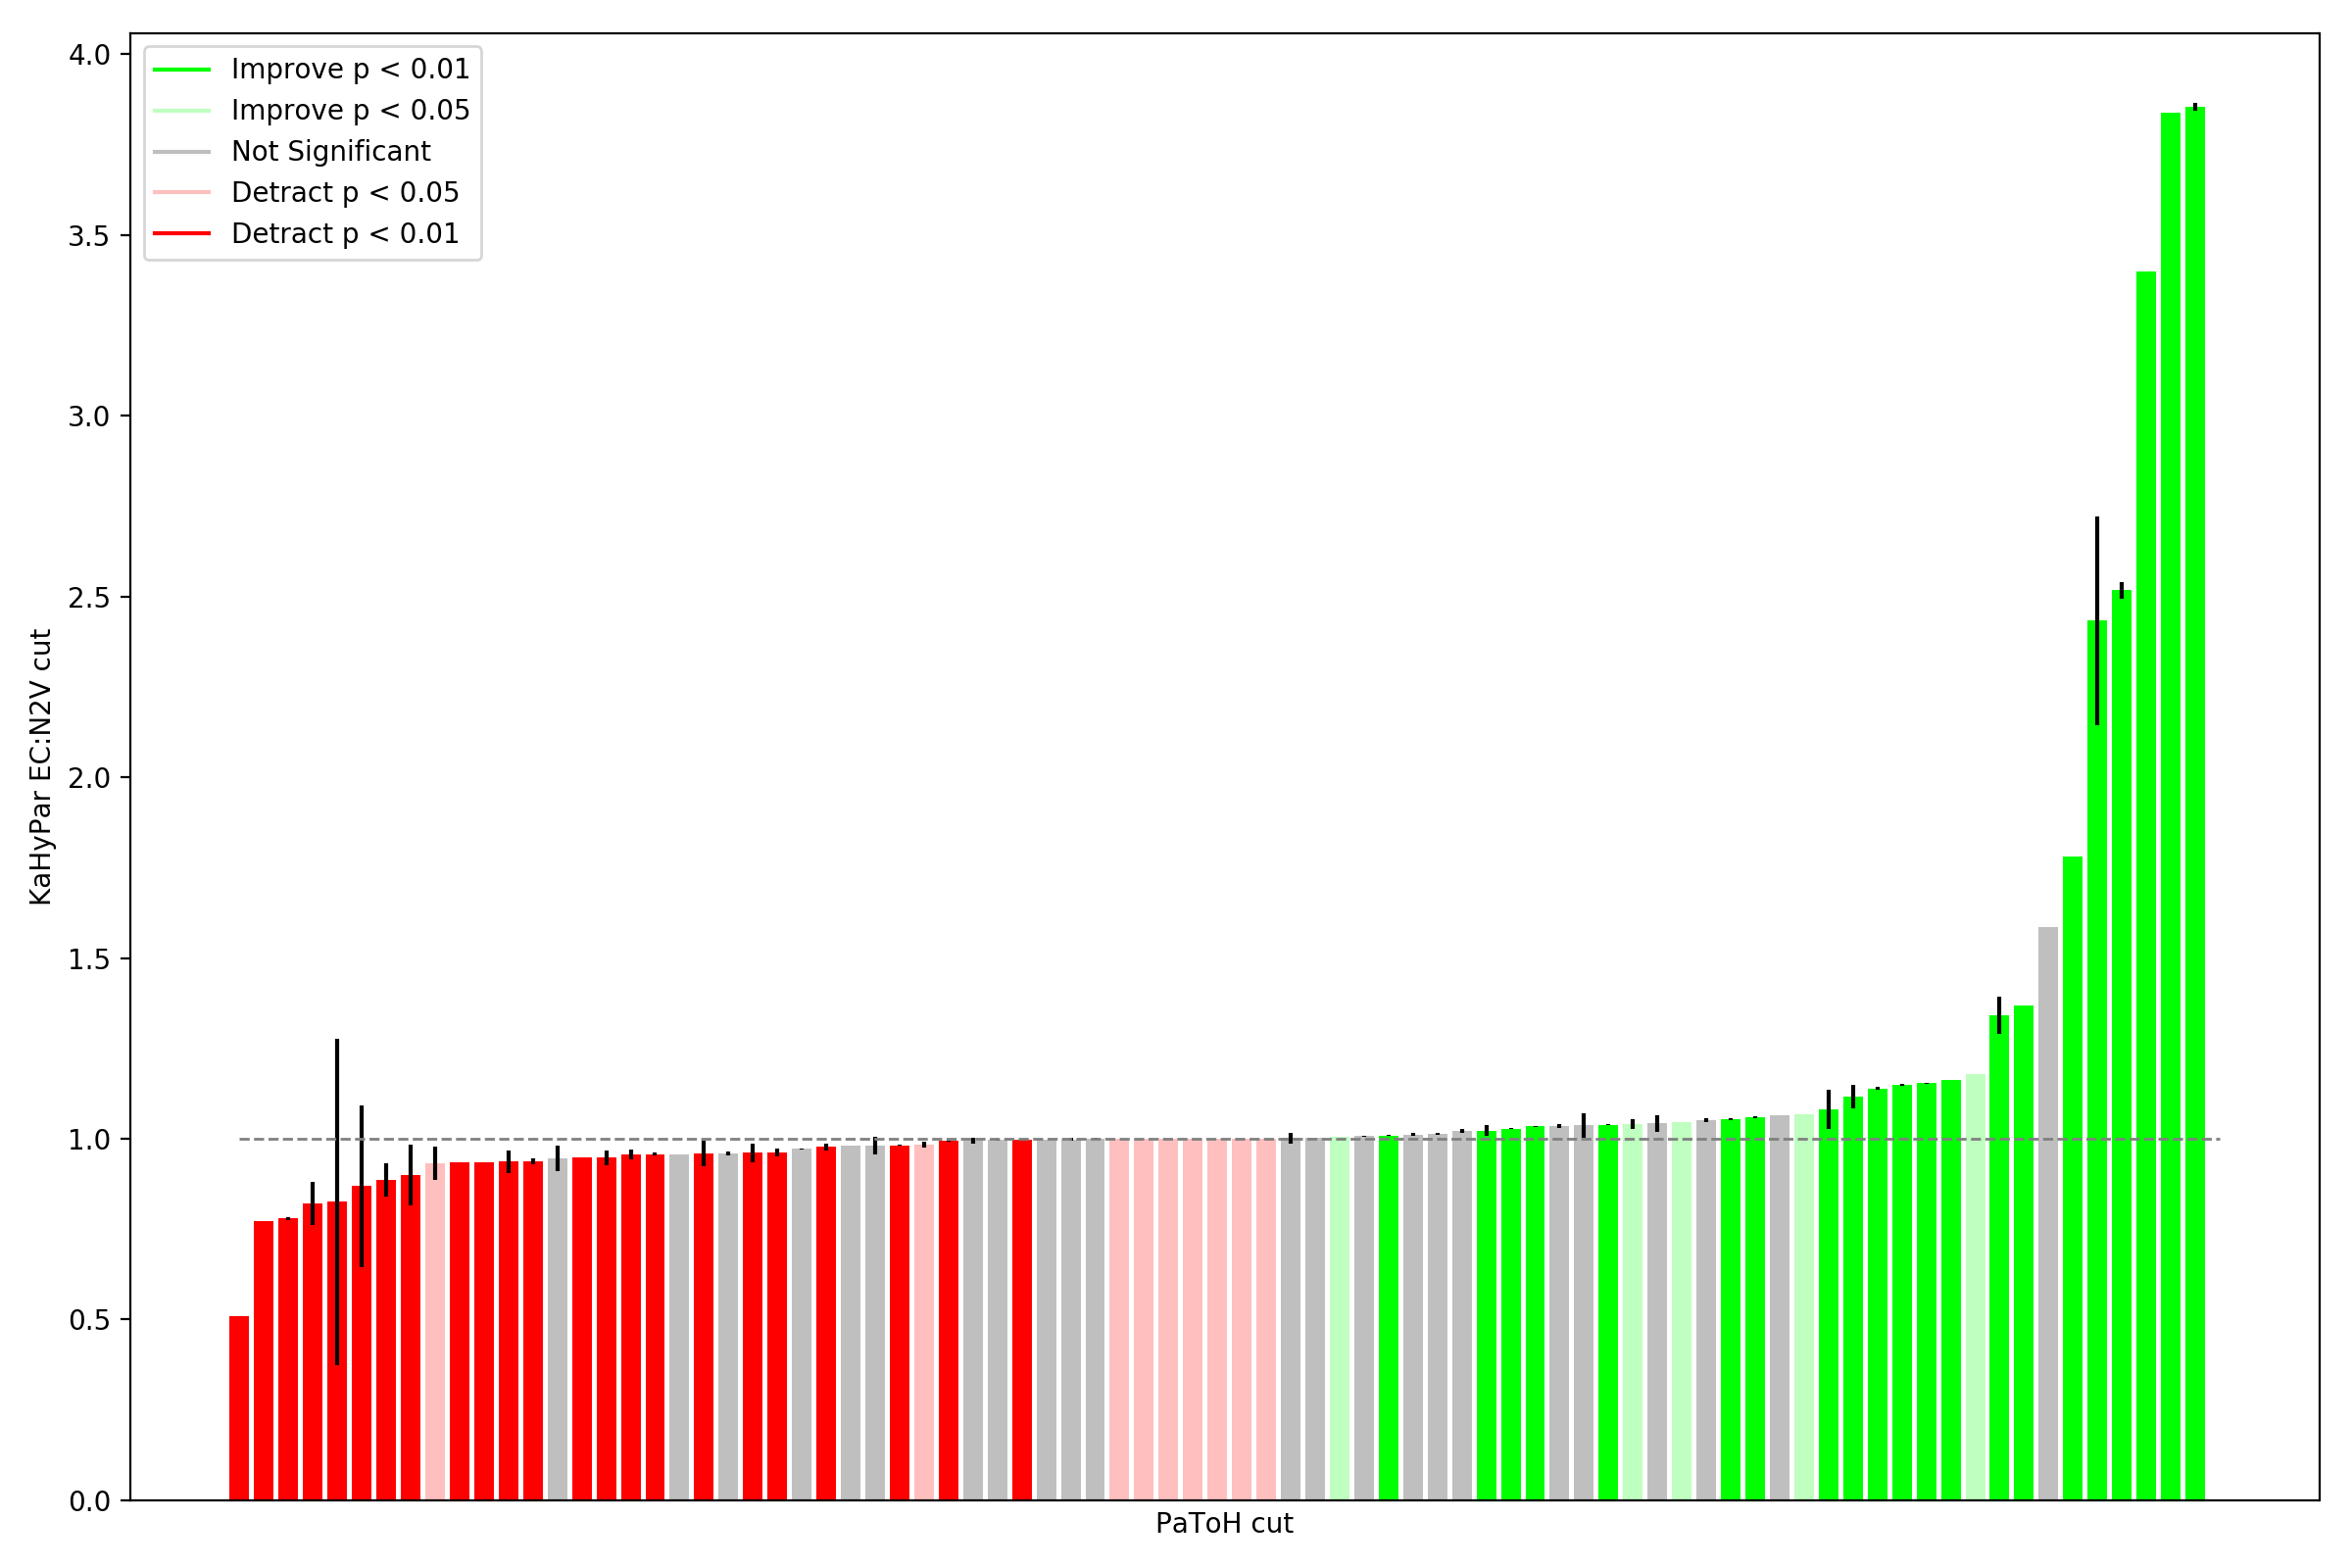 4.0
3.5
3.0
2.5
2.0
1.5
1.0
0.5
0.0
KaHyPar EC:N2V cut
Improve p < 0.01
Improve p < 0.05
Not Significant
Detract p < 0.05
Detract p < 0.01
PaToH cut